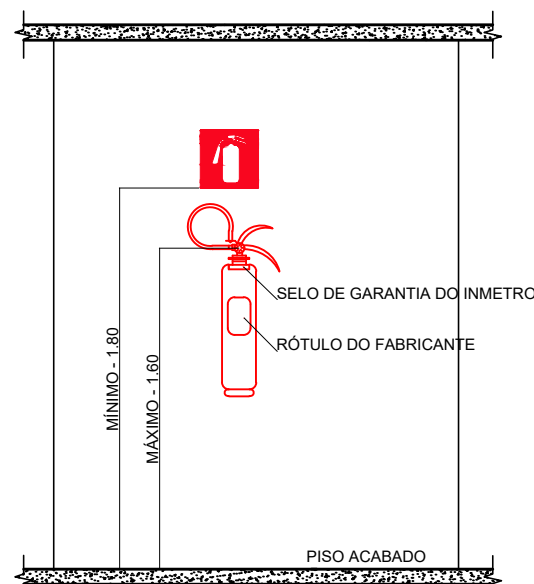 SELO DE GARANTIA DO INMETRO
RÓTULO DO FABRICANTE
MÍNIMO - 1.80
MÁXIMO - 1.60
PISO ACABADO